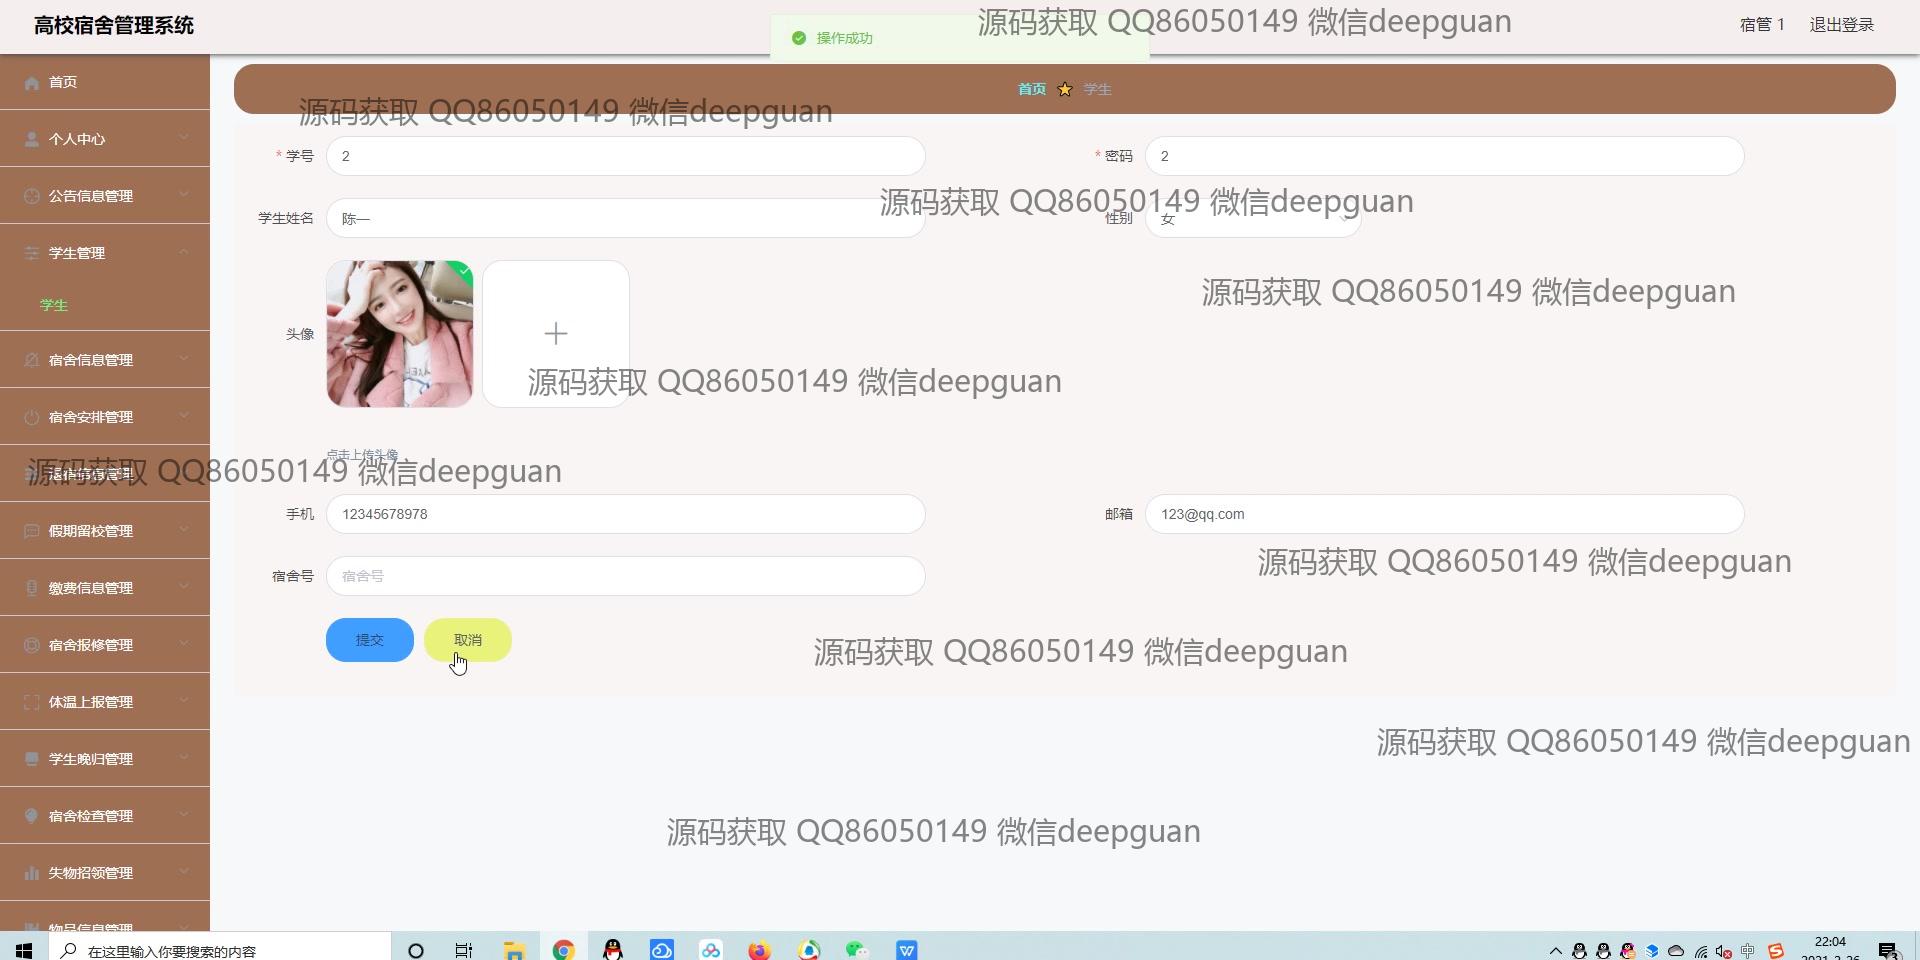 高校宿舍管理系统
操作成功
源码获取 QQ86050149 微信deepguan
宿管 1
退出登录
首页
首页
学生
源码获取 QQ86050149 微信deepguan
个人中心
* 学号
2
* 密码
2
公告信息管理
源码获取 QQ86050149 微信deepguan
学生姓名
陈一
性别
女
学生管理
源码获取 QQ86050149 微信deepguan
学生
头像
宿舍信息管理
源码获取 QQ86050149 微信deepguan
宿舍安排管理
点击上传头像
退宿信息管理
源码获取 QQ86050149 微信deepguan
手机
12345678978
邮箱
123@qq.com
假期留校管理
源码获取 QQ86050149 微信deepguan
宿舍号
宿舍号
缴费信息管理
提交
取消
宿舍报修管理
源码获取 QQ86050149 微信deepguan
体温上报管理
源码获取 QQ86050149 微信deepguan
学生晚归管理
宿舍检查管理
源码获取 QQ86050149 微信deepguan
失物招领管理
物品信息管理
在这里输入你要搜索的内容
中
22:04
2021-2-26